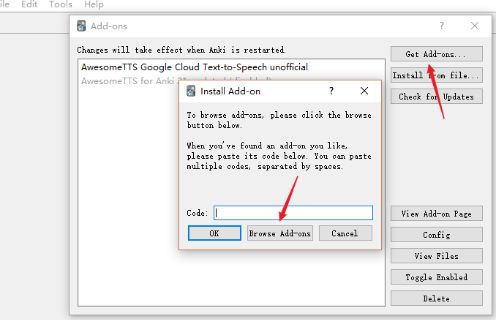 File Edit Tools Help
Add-ons
Changes will take effect when Anki is restarted.
AwesomeTTS Google Cloud Text-to-Speech unofficial
AwesomeTTS for Anki
Get Add-ons...
Install from file...
Check for Updates
Install Add-on
To browse add-ons, please click the browse
button below.
When you've found an add-on you like,
please paste its code below. You can paste
multiple codes, separated by spaces.
Code:
OK Browse Add-ons Cancel
View Add-on Page
Config
View Files
Toggle Enabled
Delete